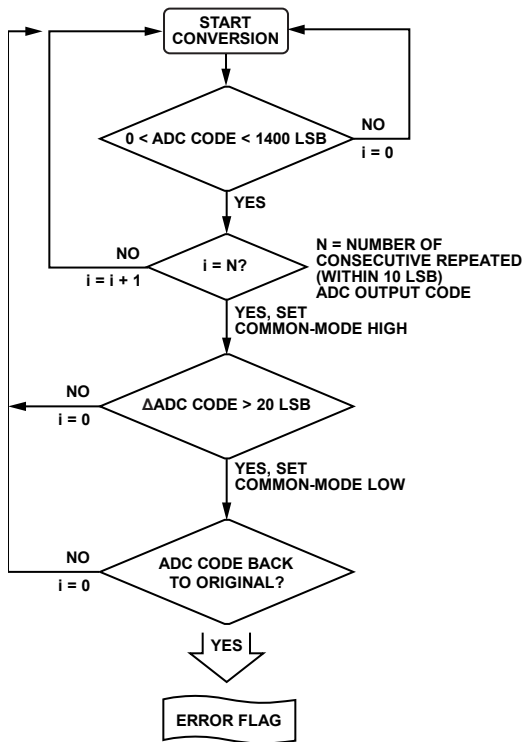 START
CONVERSION
0 < ADC CODE < 1400 LSB
NO
i = 0
YES
NO
i = i + 1
i = N?
N = NUMBER OF
CONSECUTIVE REPEATED
(WITHIN 10 LSB)
ADC OUTPUT CODE
YES, SET
COMMON-MODE HIGH
NO
i = 0
ΔADC CODE > 20 LSB
YES, SET
COMMON-MODE LOW
NO
i = 0
ADC CODE BACK
TO ORIGINAL?
YES
ERROR FLAG